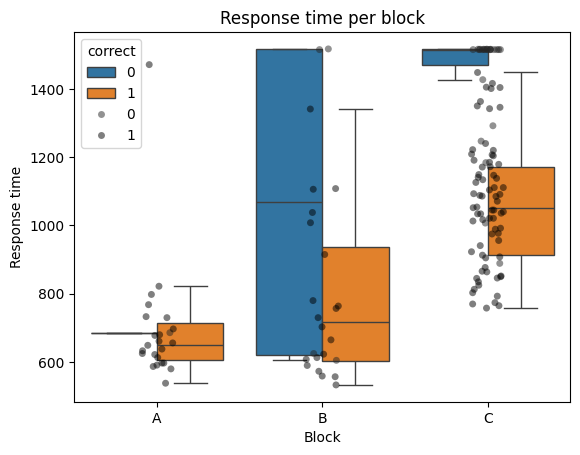 Response time per block
correct
0
1
0
1
1400
1200
1000
800
600
Response time
A
B
C
Block